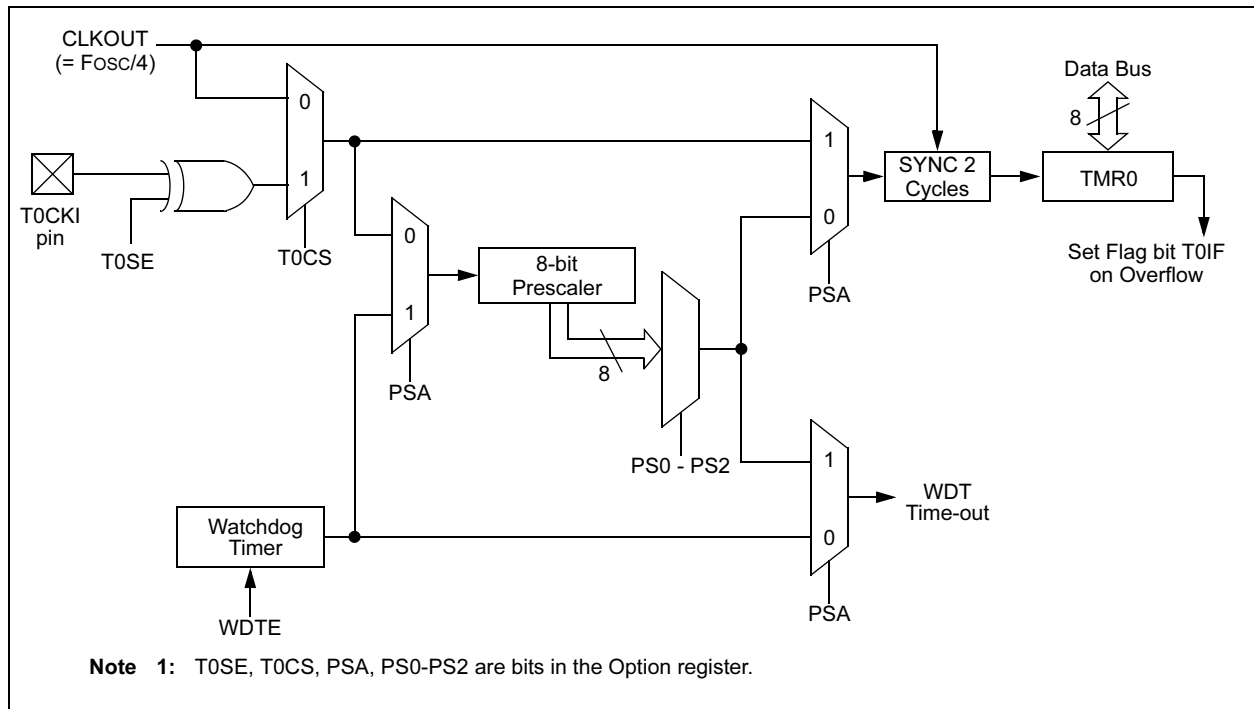 CLKOUT
(= FOSC/4)
0
1
T0CKI
pin
T0SE
T0CS
0
1
PSA
8-bit
Prescaler
8
PS0 - PS2
1
0
PSA
SYNC 2
Cycles
Data Bus
8
TMR0
Set Flag bit T0IF
on Overflow
Watchdog
Timer
WDTE
1
0
PSA
WDT
Time-out
Note 1: T0SE, T0CS, PSA, PS0-PS2 are bits in the Option register.